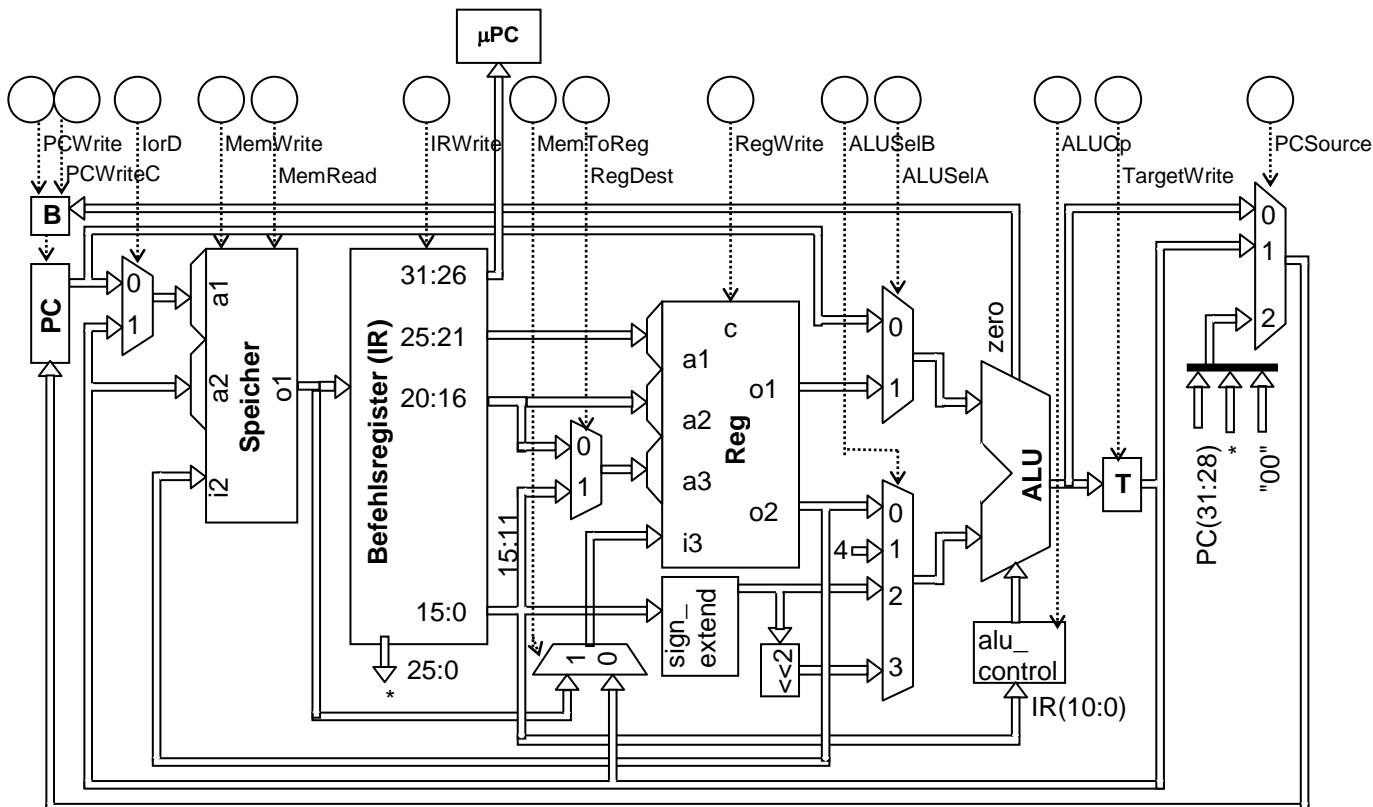 μPC
PCWrite
IorD
MemWrite
IRWrite
MemToReg
RegWrite
ALUSelB
ALUOp
PCSource
PCWriteC
MemRead
RegDest
ALUSelA
TargetWrite
B
PC
0
1
a1
a2
Speicher
o1
i2
Befehlsregister (IR)
31:26
25:21
20:16
15:11
15:0
25:0
*
0
1
1
0
c
a1
a2
a3
i3
Reg
o1
o2
sign_
extend
<<2
0
1
4
0
1
2
3
zero
ALU
alu_
control
IR(10:0)
T
0
1
2
PC(31:28)
*
"00"